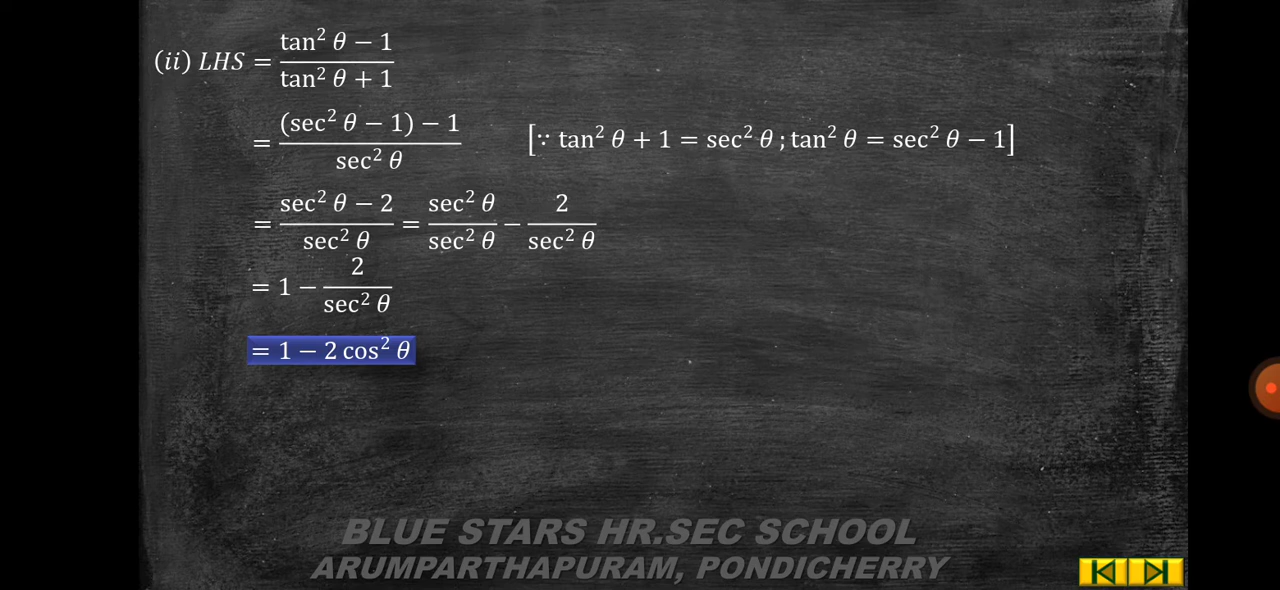 (ii) LHS = (tan² θ − 1)/(tan² θ + 1)
= ((sec² θ − 1) − 1)/(sec² θ) [∵ tan² θ + 1 = sec² θ ; tan² θ = sec² θ − 1]
= (sec² θ − 2)/(sec² θ) = (sec² θ)/(sec² θ) − 2/(sec² θ)
= 1 − 2/(sec² θ)
= 1 − 2 cos² θ
BLUE STARS HR.SEC SCHOOL
ARUMPARTHAPURAM, PONDICHERRY